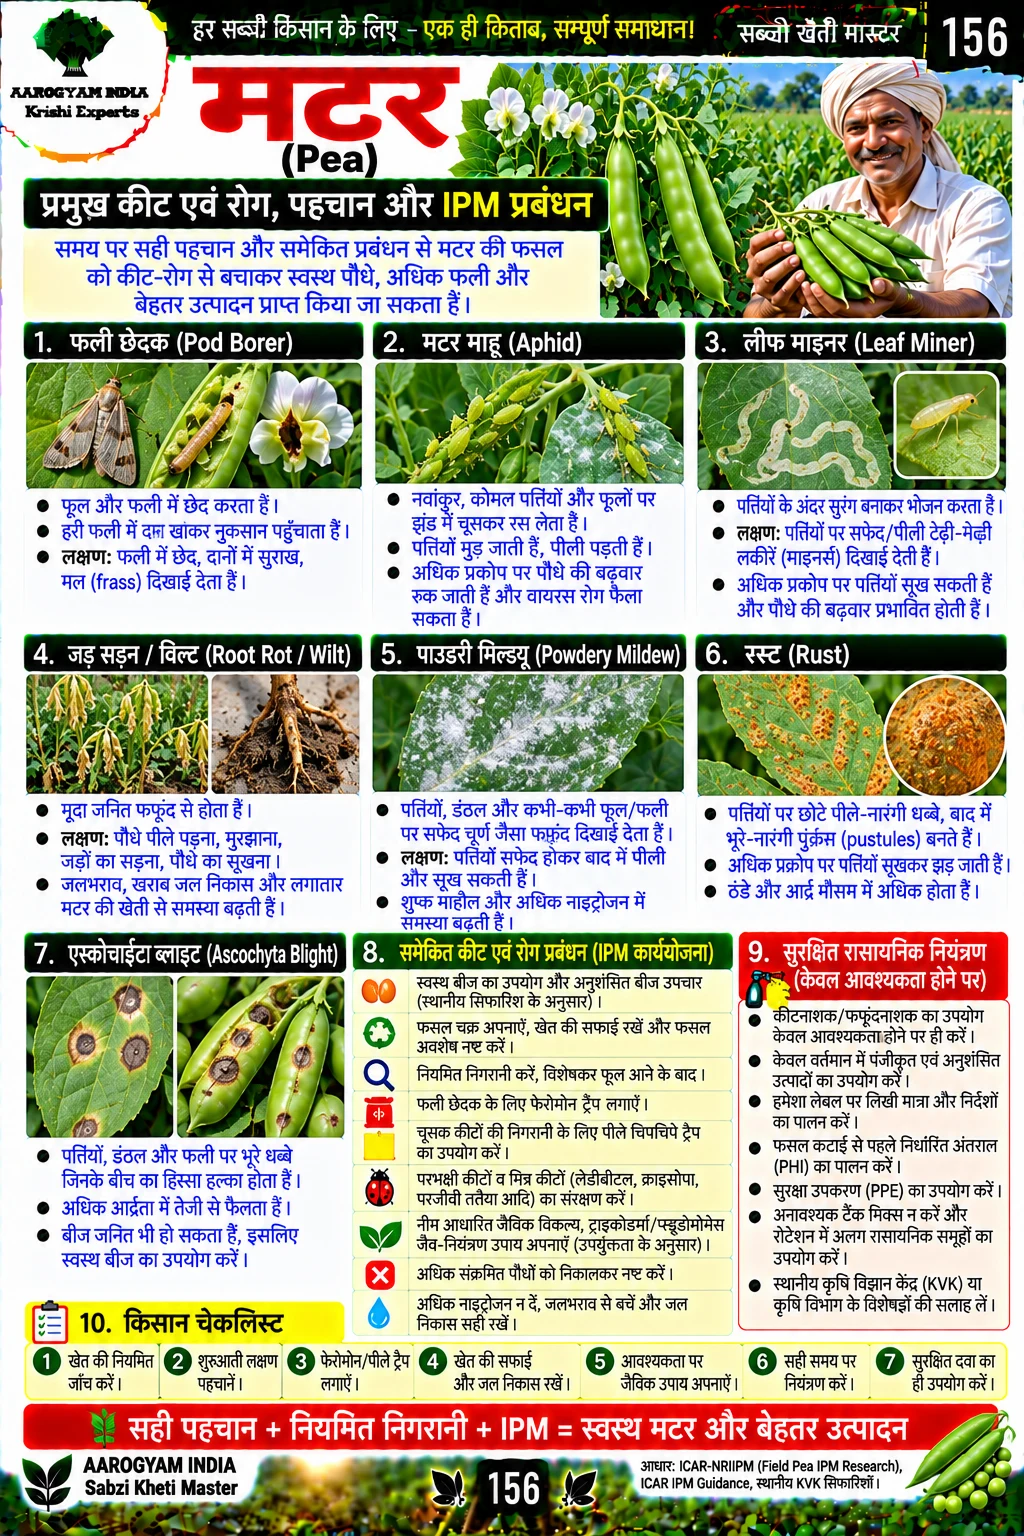 हर सब्जी किसान के लिए – एक ही किताब, सम्पूर्ण समाधान!
सब्जी खेती मास्टर
156
AAROGYAM INDIA
Krishi Experts
मटर
(Pea)
प्रमुख कीट एवं रोग, पहचान और IPM प्रबंधन
समय पर सही पहचान और समेकित प्रबंधन से मटर की फसल
को कीट-रोग से बचाकर स्वस्थ पौधे, अधिक फली और
बेहतर उत्पादन प्राप्त किया जा सकता हैं।
1. फली छेदक (Pod Borer)
फूल और फली में छेद करता हैं।
हरी फली में खाकर नुकसान पहुँचाता हैं।
लक्षण: फली में छेद, दानों में सुराख,
मल (frass) दिखाई देता हैं।
2. मटर माहू (Aphid)
नवांकुर, कोमल पत्तियों और फूलों पर
झुंड में चूसकर रस लेता हैं।
पत्तियों मुड़ जाती हैं, पीली पड़ती हैं।
अधिक प्रकोप पर पौधे की बढ़वार
रुक जाती हैं और वायरस रोग फैला
सकता हैं।
3. लीफ माइनर (Leaf Miner)
पत्तियों के अंदर सुरंग बनाकर भोजन करता हैं।
लक्षण: पत्तियों पर सफेद/पीली टेढ़ी-मेढ़ी
लकीरें (माइनर्स) दिखाई देती हैं।
अधिक प्रकोप पर पत्तियों सूख सकती हैं
और पौधे की बढ़वार प्रभावित होती हैं।
4. जड़ सड़न / विल्ट (Root Rot / Wilt)
मृदा जनित फफूंद से होता हैं।
लक्षण: पौधे पीले पड़ना, मुरझाना,
जड़ों का सड़ना, पौधे का सूखना।
जलभराव, खराब जल निकास और लगातार
मटर की खेती से समस्या बढ़ती हैं।
5. पाउडरी मिल्डयू (Powdery Mildew)
पत्तियों, डंठल और कभी-कभी फूल/फली
पर सफेद चूर्ण जैसा फफूंद दिखाई देता हैं।
लक्षण: पत्तियों सफेद होकर बाद में पीली
और सूख सकती हैं।
शुष्क माहौल और अधिक नाइट्रोजन में
समस्या बढ़ती हैं।
6. रस्ट (Rust)
पत्तियों पर छोटे पीले-नारंगी धब्बे, बाद में
भूरे-नारंगी (pustules) बनते हैं।
अधिक प्रकोप पर पत्तियों सूखकर झड़ जाती हैं।
ठंडे और आर्द्र मौसम में अधिक होता हैं।
7. एस्कोचाईटा ब्लाइट (Ascochyta Blight)
पत्तियों, डंठल और फली पर भूरे धब्बे
जिनके बीच का हिस्सा हल्का होता हैं।
अधिक आर्द्रता में तेजी से फैलता हैं।
बीज जनित भी हो सकता हैं, इसलिए
स्वस्थ बीज का उपयोग करें।
8. समेकित कीट एवं रोग प्रबंधन (IPM कार्ययोजना)
स्वस्थ बीज का उपयोग और अनुशंसित बीज उपचार
(स्थानीय सिफारिश के अनुसार)।
फसल चक्र अपनाएँ, खेत की सफाई रखें और फसल
अवशेष नष्ट करें।
नियमित निगरानी करें, विशेषकर फूल आने के बाद।
फली छेदक के लिए फेरोमोन ट्रैप लगाएँ।
चूसक कीटों की निगरानी के लिए पीले चिपचिपे ट्रैप
का उपयोग करें।
परभक्षी कीटों व मित्र कीटों (लेडीबीटल, क्राइसोपा,
परजीवी ततैया आदि) का संरक्षण करें।
नीम आधारित जैविक विकल्प, ट्राइकोडर्मा/प्स्यूडोमोमेस
जैव-नियंत्रण उपाय अपनाएँ (उपर्युक्तता के अनुसार)।
अधिक संक्रमित पौधों को निकालकर नष्ट करें।
अधिक नाइट्रोजन न दें, जलभराव से बचें और जल
निकास सही रखें।
9. सुरक्षित रासायनिक नियंत्रण
(केवल आवश्यकता होने पर)
कीटनाशक/फफूंदनाशक का उपयोग
केवल आवश्यकता होने पर ही करें।
केवल वर्तमान में पंजीकृत एवं अनुशंसित
उत्पादों का उपयोग करें।
हमेशा लेबल पर लिखी मात्रा और निर्देशों
का पालन करें।
फसल कटाई से पहले निर्धारित अंतराल
(PHI) का पालन करें।
सुरक्षा उपकरण (PPE) का उपयोग करें।
अनावश्यक टैंक मिक्स न करें और
रोटेशन में अलग रासायनिक समूहों का
उपयोग करें।
स्थानीय कृषि विज्ञान केंद्र (KVK) या
कृषि विभाग के विशेषज्ञों की सलाह लें।
10. किसान चेकलिस्ट
1 खेत की नियमित
जाँच करें।
2 शुरुआती लक्षण
पहचानें।
3 फेरोमोन/पीले ट्रैप
लगाएँ।
4 खेत की सफाई
और जल निकास रखें।
5 आवश्यकता पर
जैविक उपाय अपनाएँ।
6 सही समय पर
नियंत्रण करें।
7 सुरक्षित दवा का
ही उपयोग करें।
सही पहचान + नियमित निगरानी + IPM = स्वस्थ मटर और बेहतर उत्पादन
AAROGYAM INDIA
Sabzi Kheti Master
156
आधार: ICAR-NRIIPM (Field Pea IPM Research),
ICAR IPM Guidance, स्थानीय KVK सिफारिशें।